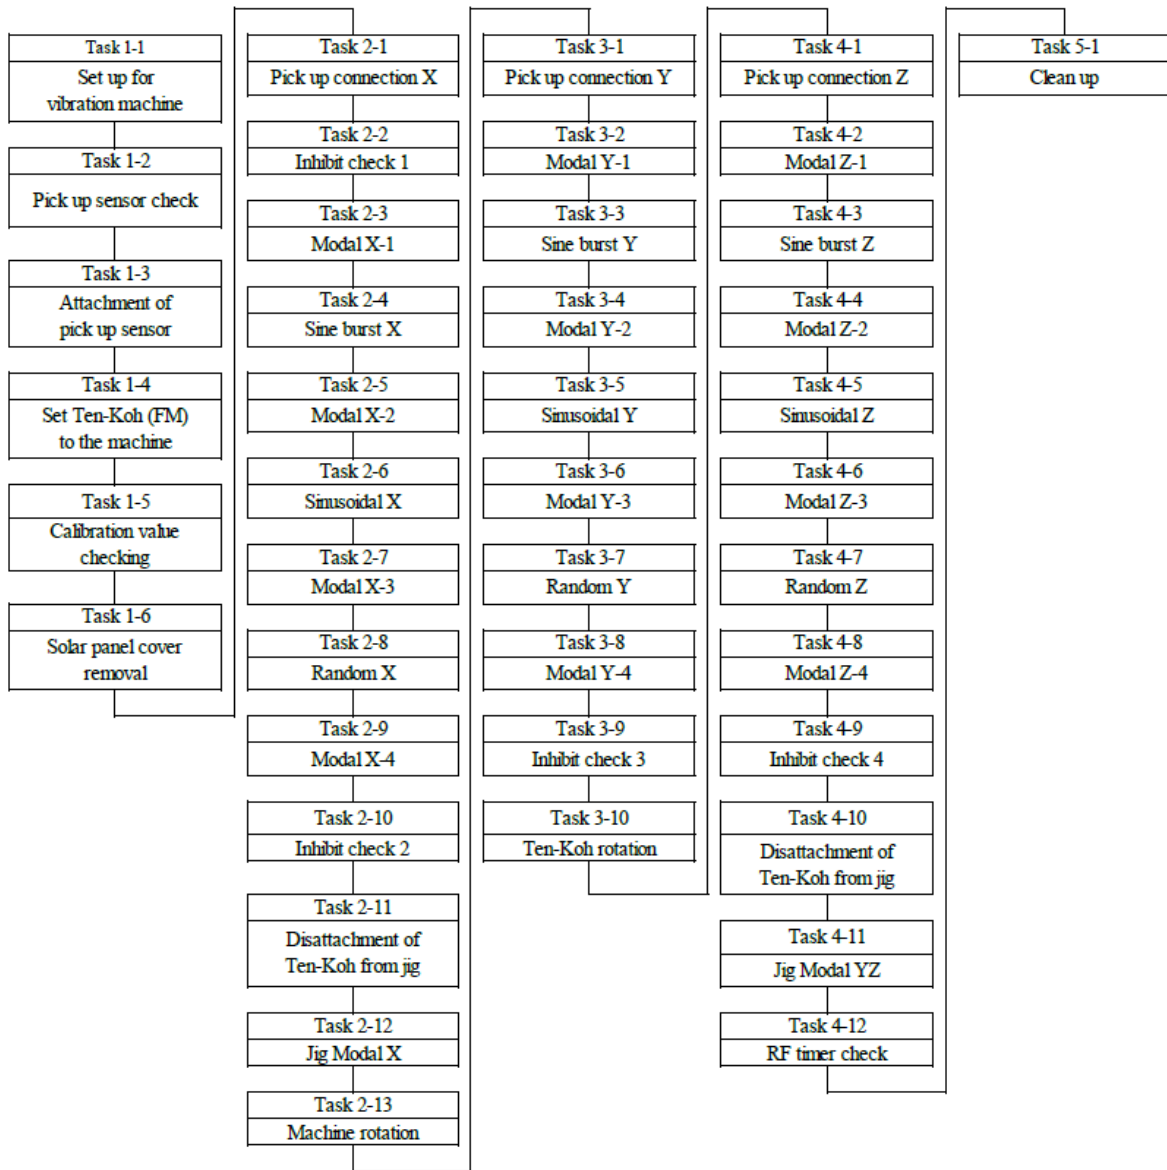 Task 1-1
Set up for
vibration machine
Task 1-2
Pick up sensor check
Task 1-3
Attachment of
pick up sensor
Task 1-4
Set Ten-Koh (FM)
to the machine
Task 1-5
Calibration value
checking
Task 1-6
Solar panel cover
removal
Task 2-1
Pick up connection X
Task 2-2
Inhibit check 1
Task 2-3
Modal X-1
Task 2-4
Sine burst X
Task 2-5
Modal X-2
Task 2-6
Sinusoidal X
Task 2-7
Modal X-3
Task 2-8
Random X
Task 2-9
Modal X-4
Task 2-10
Inhibit check 2
Task 2-11
Disattachment of
Ten-Koh from jig
Task 2-12
Jig Modal X
Task 2-13
Machine rotation
Task 3-1
Pick up connection Y
Task 3-2
Modal Y-1
Task 3-3
Sine burst Y
Task 3-4
Modal Y-2
Task 3-5
Sinusoidal Y
Task 3-6
Modal Y-3
Task 3-7
Random Y
Task 3-8
Modal Y-4
Task 3-9
Inhibit check 3
Task 3-10
Ten-Koh rotation
Task 4-1
Pick up connection Z
Task 4-2
Modal Z-1
Task 4-3
Sine burst Z
Task 4-4
Modal Z-2
Task 4-5
Sinusoidal Z
Task 4-6
Modal Z-3
Task 4-7
Random Z
Task 4-8
Modal Z-4
Task 4-9
Inhibit check 4
Task 4-10
Disattachment of
Ten-Koh from jig
Task 4-11
Jig Modal YZ
Task 4-12
RF timer check
Task 5-1
Clean up